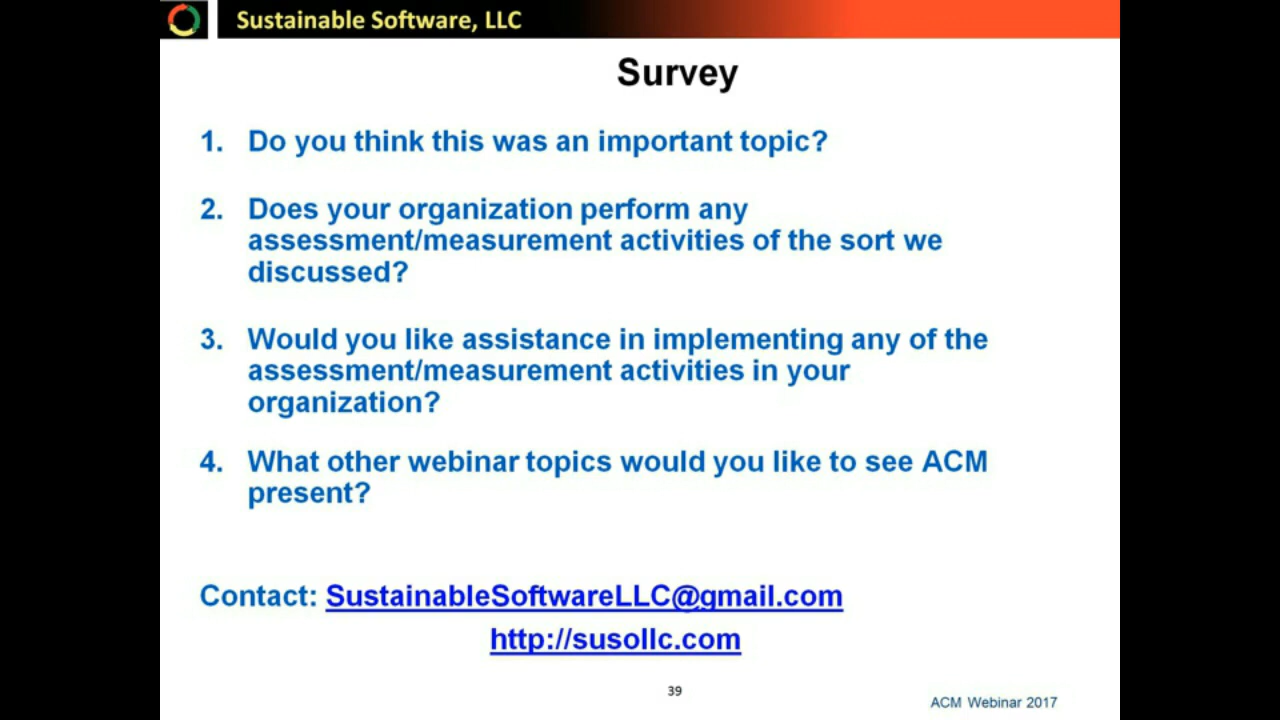 Sustainable Software, LLC
Survey
1. Do you think this was an important topic?
2. Does your organization perform any
assessment/measurement activities of the sort we
discussed?
3. Would you like assistance in implementing any of the
assessment/measurement activities in your
organization?
4. What other webinar topics would you like to see ACM
present?
Contact: SustainableSoftwareLLC@gmail.com
http://susollc.com
39
ACM Webinar 2017